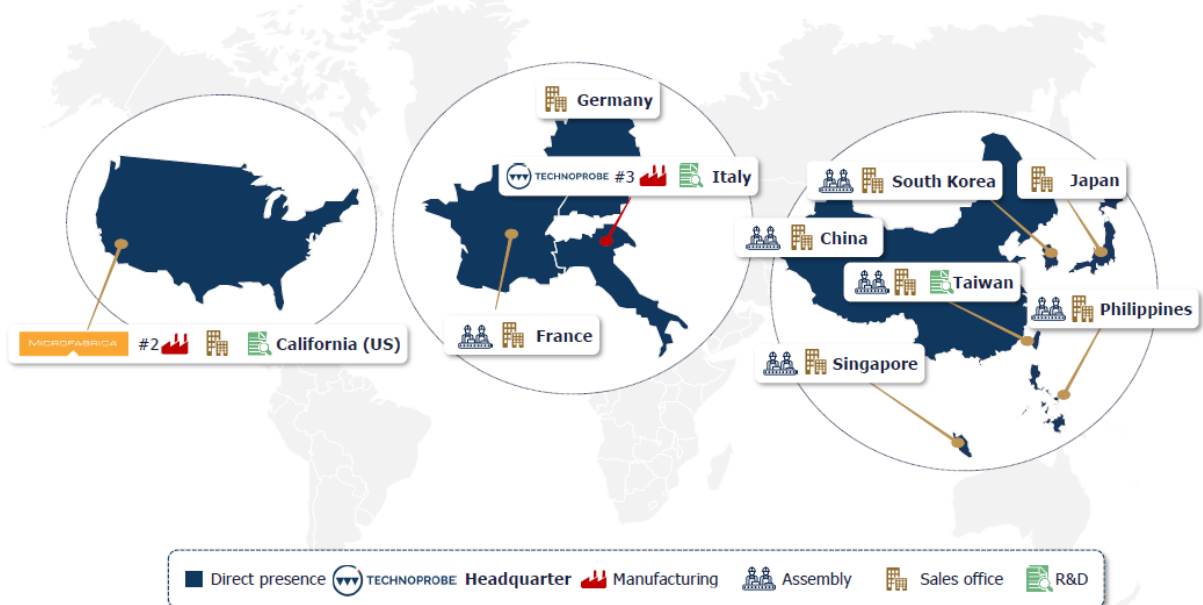 Germany
TECHNOPROBE #3 Italy
South Korea
Japan
China
Taiwan
Philippines
MICROFABRICA #2 California (US)
France
Singapore
Direct presence TECHNOPROBE Headquarter Manufacturing Assembly Sales office R&D